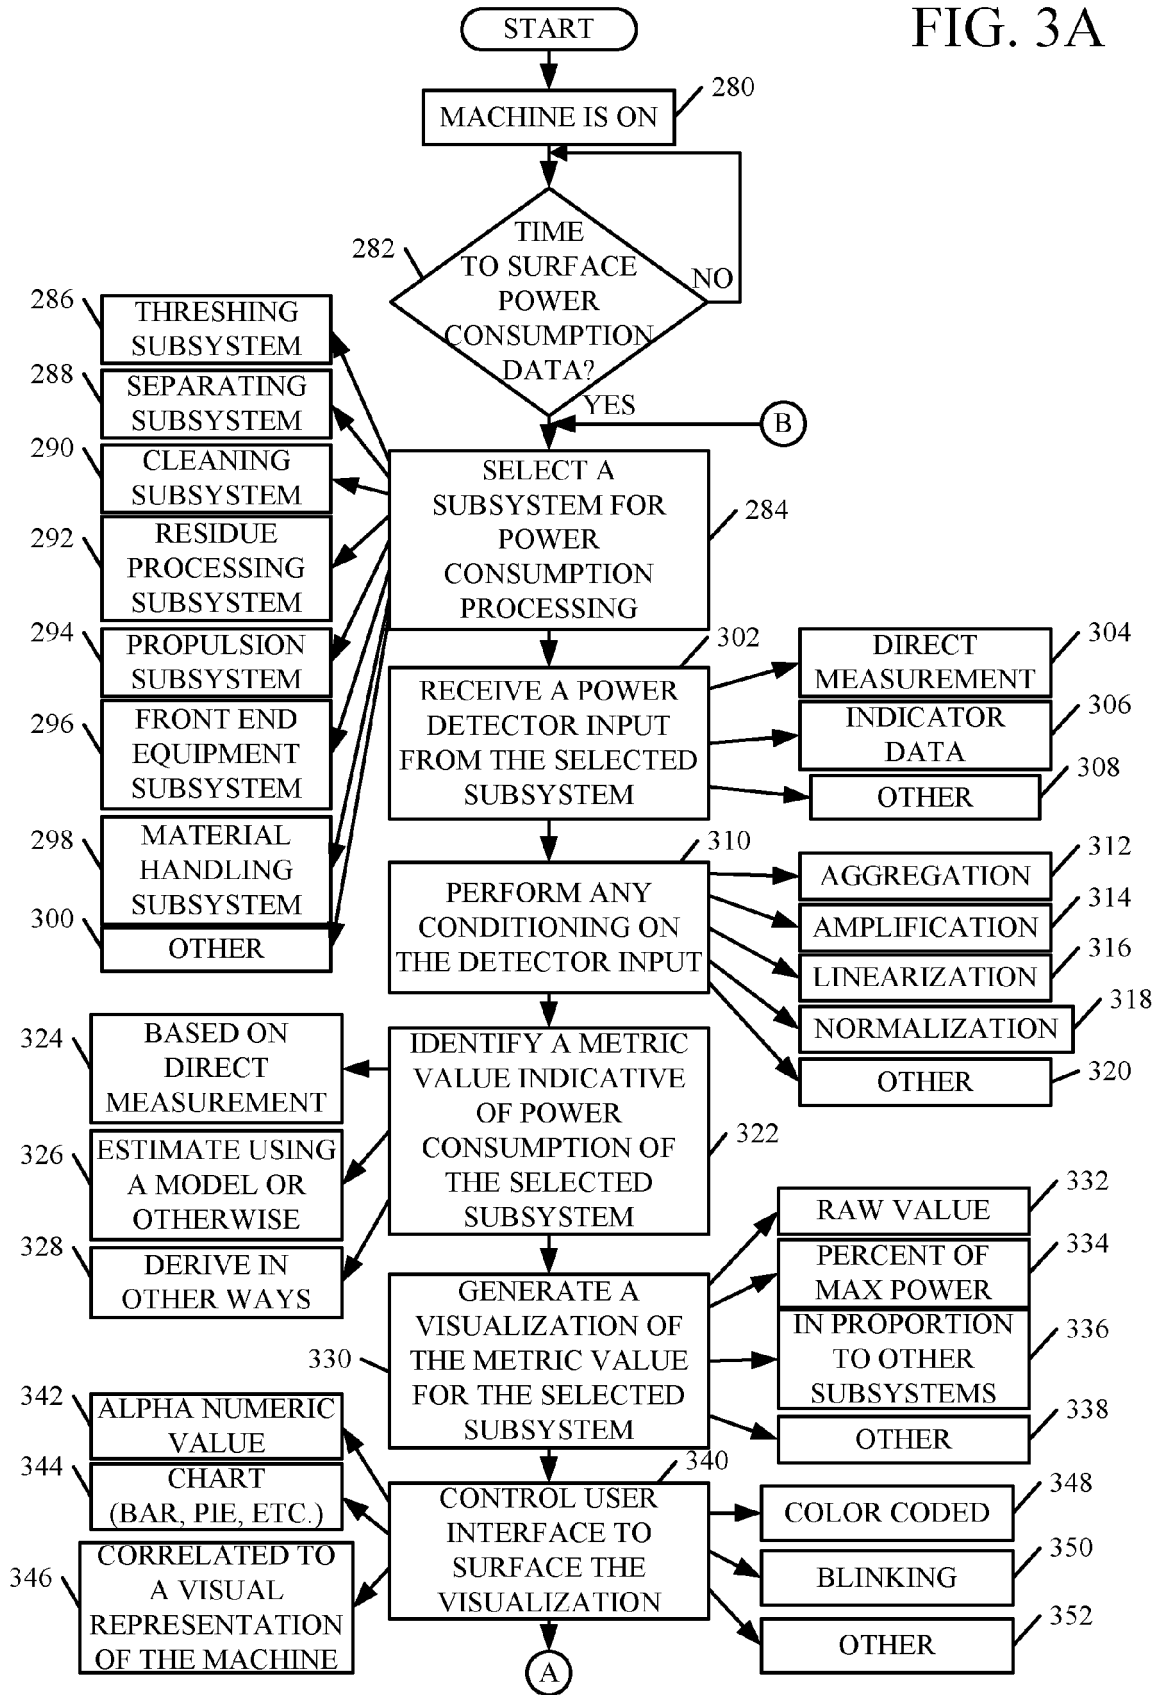 FIG. 3A
START
280
MACHINE IS ON
282
TIME
TO SURFACE
POWER
CONSUMPTION
DATA?
NO
YES
B
286
THRESHING
SUBSYSTEM
288
SEPARATING
SUBSYSTEM
290
CLEANING
SUBSYSTEM
292
RESIDUE
PROCESSING
SUBSYSTEM
294
PROPULSION
SUBSYSTEM
296
FRONT END
EQUIPMENT
SUBSYSTEM
298
MATERIAL
HANDLING
SUBSYSTEM
300
OTHER
SELECT A
SUBSYSTEM FOR
POWER
CONSUMPTION
PROCESSING
284
302
RECEIVE A POWER
DETECTOR INPUT
FROM THE SELECTED
SUBSYSTEM
DIRECT
MEASUREMENT
304
INDICATOR
DATA
306
OTHER
308
310
PERFORM ANY
CONDITIONING ON
THE DETECTOR INPUT
AGGREGATION
312
AMPLIFICATION
314
LINEARIZATION
316
NORMALIZATION
318
OTHER
320
IDENTIFY A METRIC
VALUE INDICATIVE
OF POWER
CONSUMPTION OF
THE SELECTED
SUBSYSTEM
322
324
BASED ON
DIRECT
MEASUREMENT
326
ESTIMATE USING
A MODEL OR
OTHERWISE
328
DERIVE IN
OTHER WAYS
330
GENERATE A
VISUALIZATION OF
THE METRIC VALUE
FOR THE SELECTED
SUBSYSTEM
RAW VALUE
332
PERCENT OF
MAX POWER
334
IN PROPORTION
TO OTHER
SUBSYSTEMS
336
OTHER
338
340
CONTROL USER
INTERFACE TO
SURFACE THE
VISUALIZATION
342
ALPHA NUMERIC
VALUE
344
CHART
(BAR, PIE, ETC.)
346
CORRELATED TO
A VISUAL
REPRESENTATION
OF THE MACHINE
COLOR CODED
348
BLINKING
350
OTHER
352
A